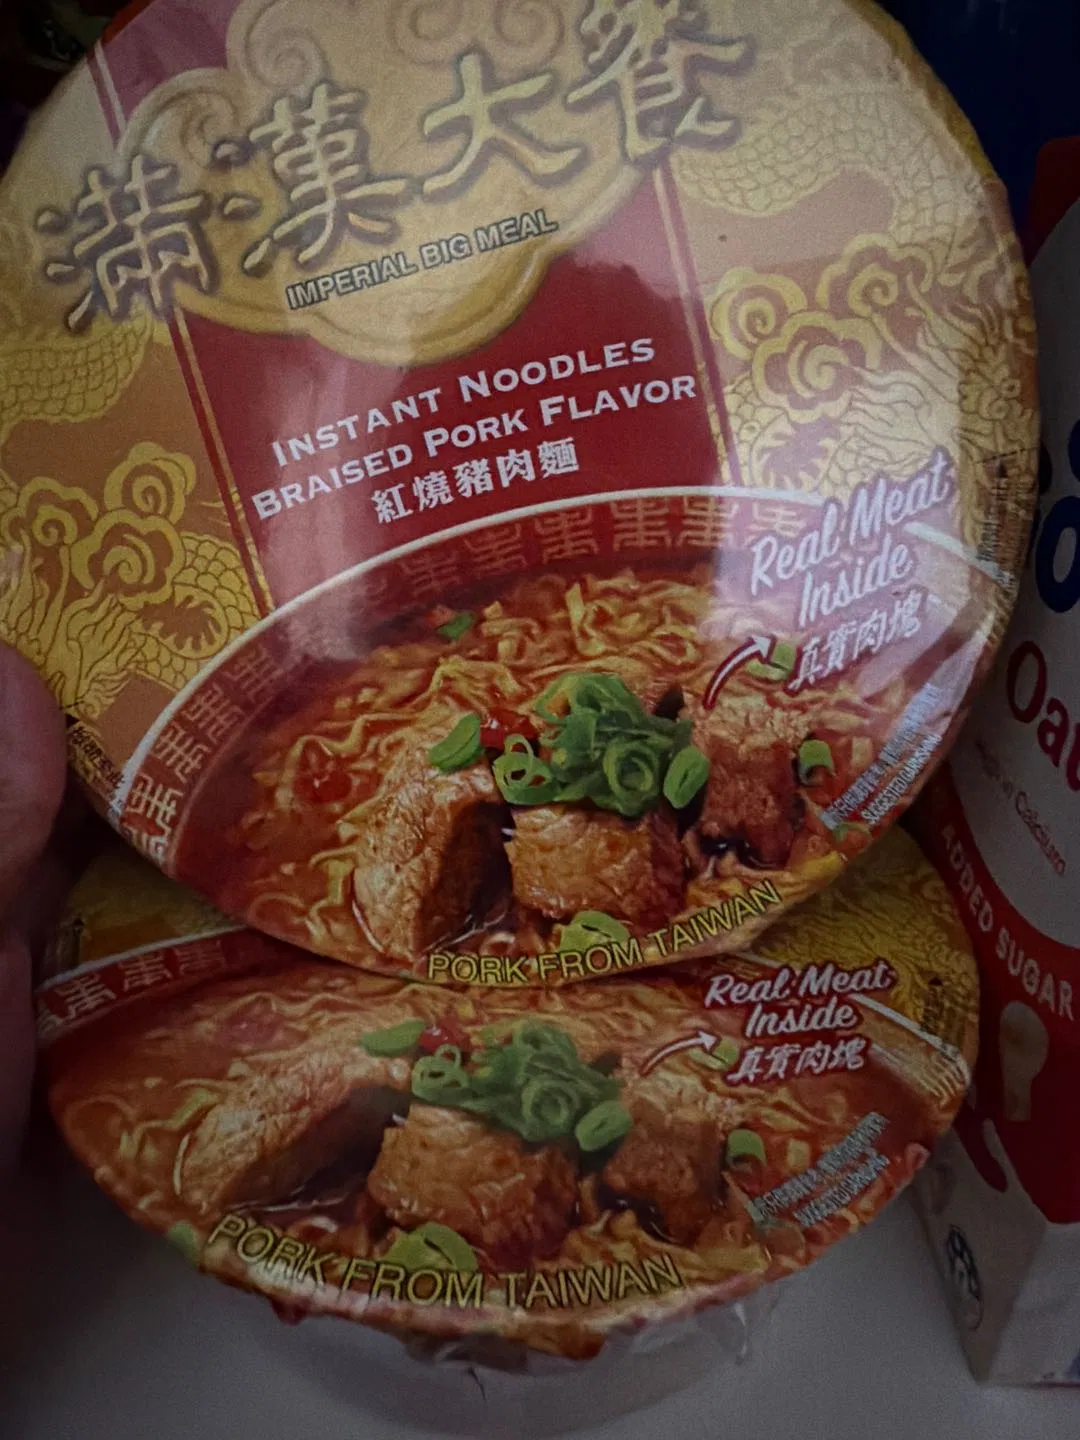 滿漢大餐
IMPERIAL BIG MEAL
INSTANT NOODLES
BRAISED PORK FLAVOR
紅燒豬肉麵
Real Meat
Inside
真實肉塊
PORK FROM TAIWAN
Real Meat
Inside
真實肉塊
PORK FROM TAIWAN
Oat
Calcium
ADDED SUGAR